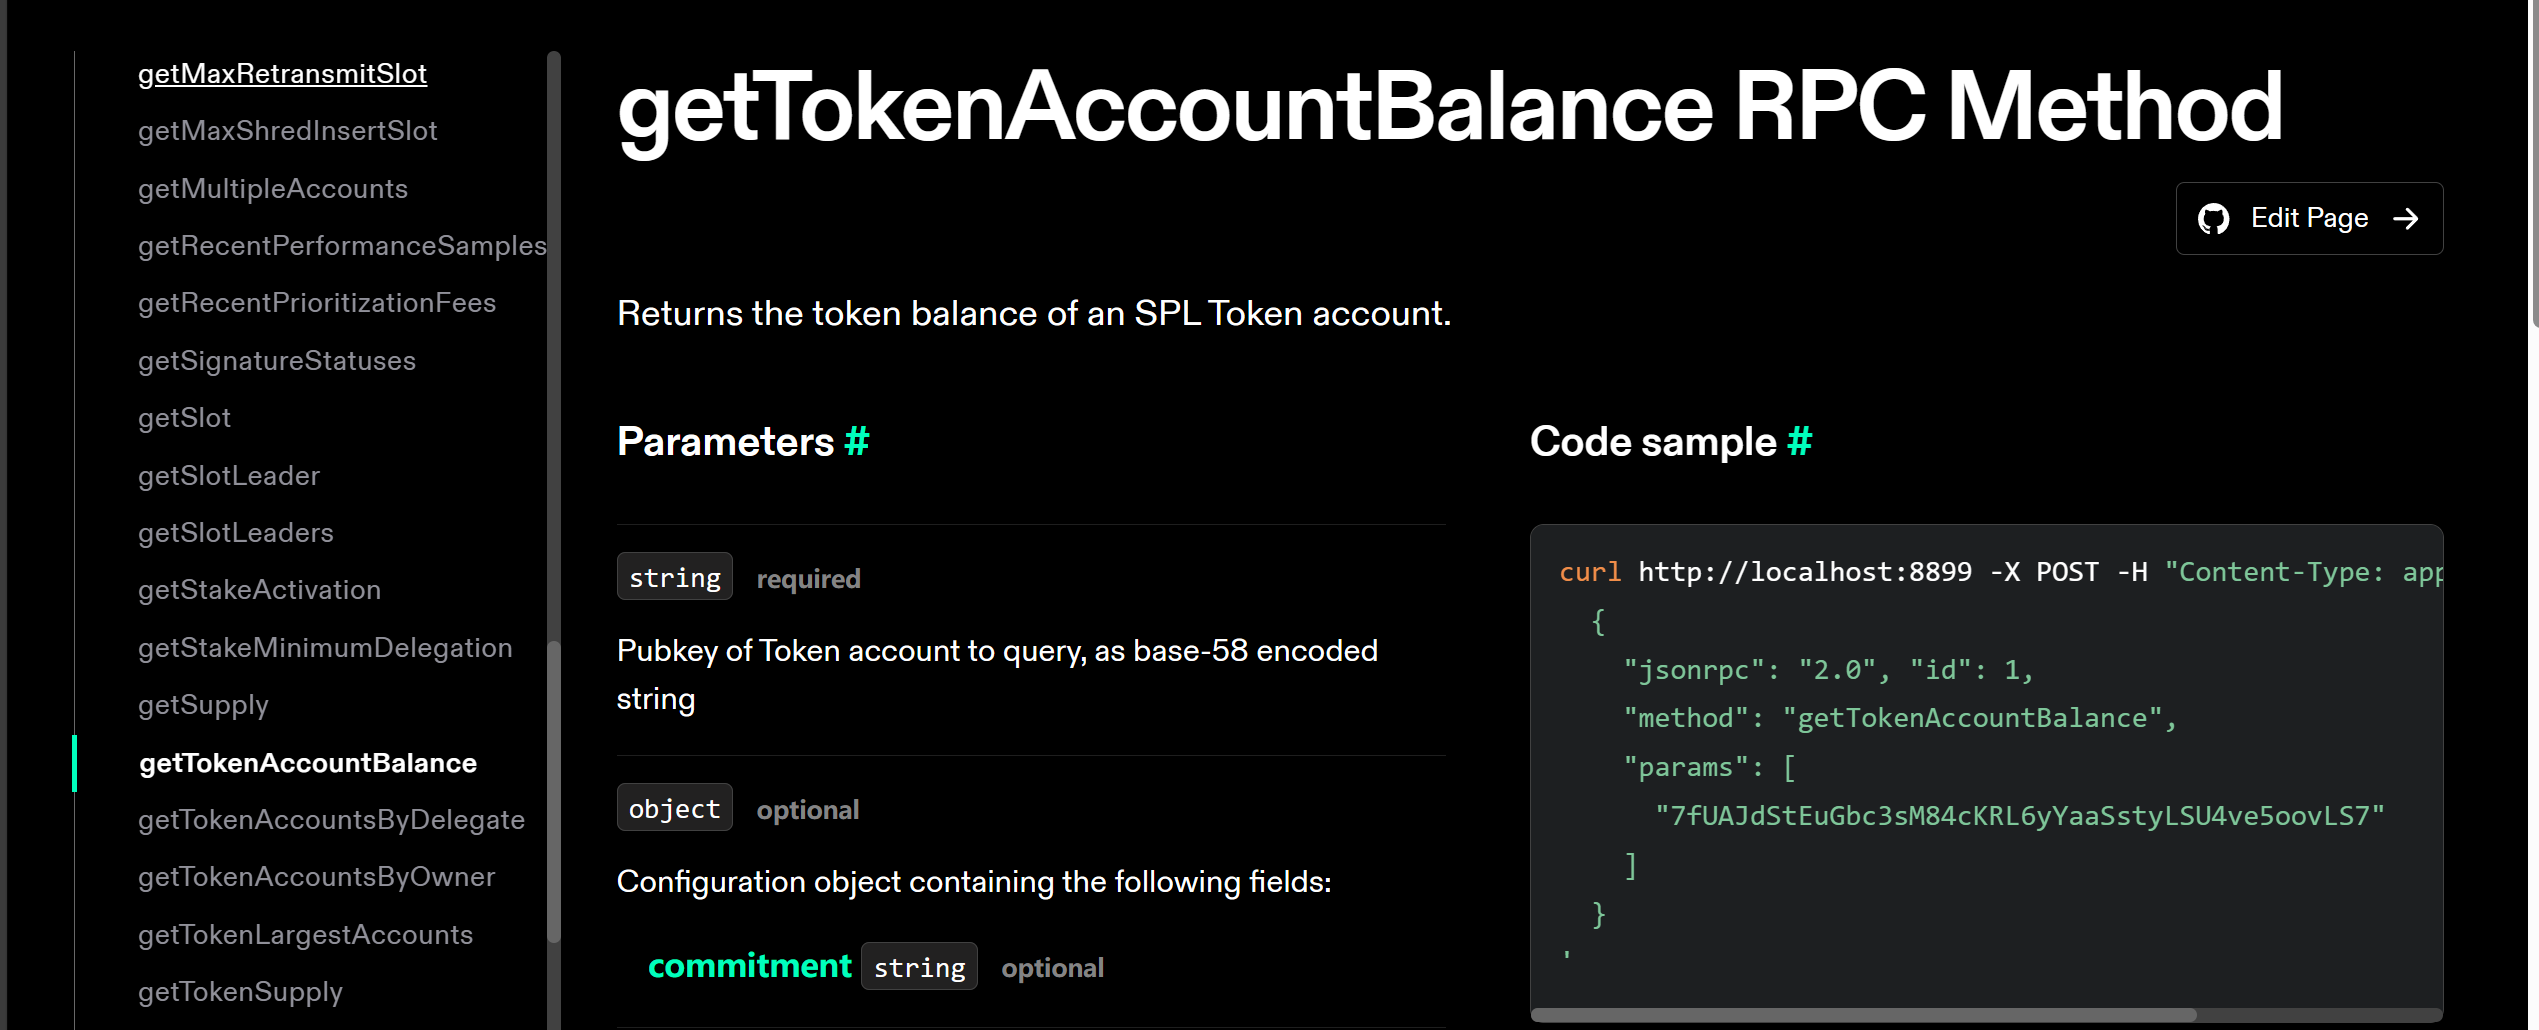 getMaxRetransmitSlot
getMaxShredInsertSlot
getMultipleAccounts
getRecentPerformanceSamples
getRecentPrioritizationFees
getSignatureStatuses
getSlot
getSlotLeader
getSlotLeaders
getStakeActivation
getStakeMinimumDelegation
getSupply
getTokenAccountBalance
getTokenAccountsByDelegate
getTokenAccountsByOwner
getTokenLargestAccounts
getTokenSupply
getTokenAccountBalance RPC Method
Edit Page →
Returns the token balance of an SPL Token account.
Parameters #
string required
Pubkey of Token account to query, as base-58 encoded
string
object optional
Configuration object containing the following fields:
commitment string optional
Code sample #
curl http://localhost:8899 -X POST -H "Content-Type: app
{
"jsonrpc": "2.0", "id": 1,
"method": "getTokenAccountBalance",
"params": [
"7fUAJdStEuGbc3sM84cKRL6yYaaSstyLSU4ve5oovLS7"
]
}
'